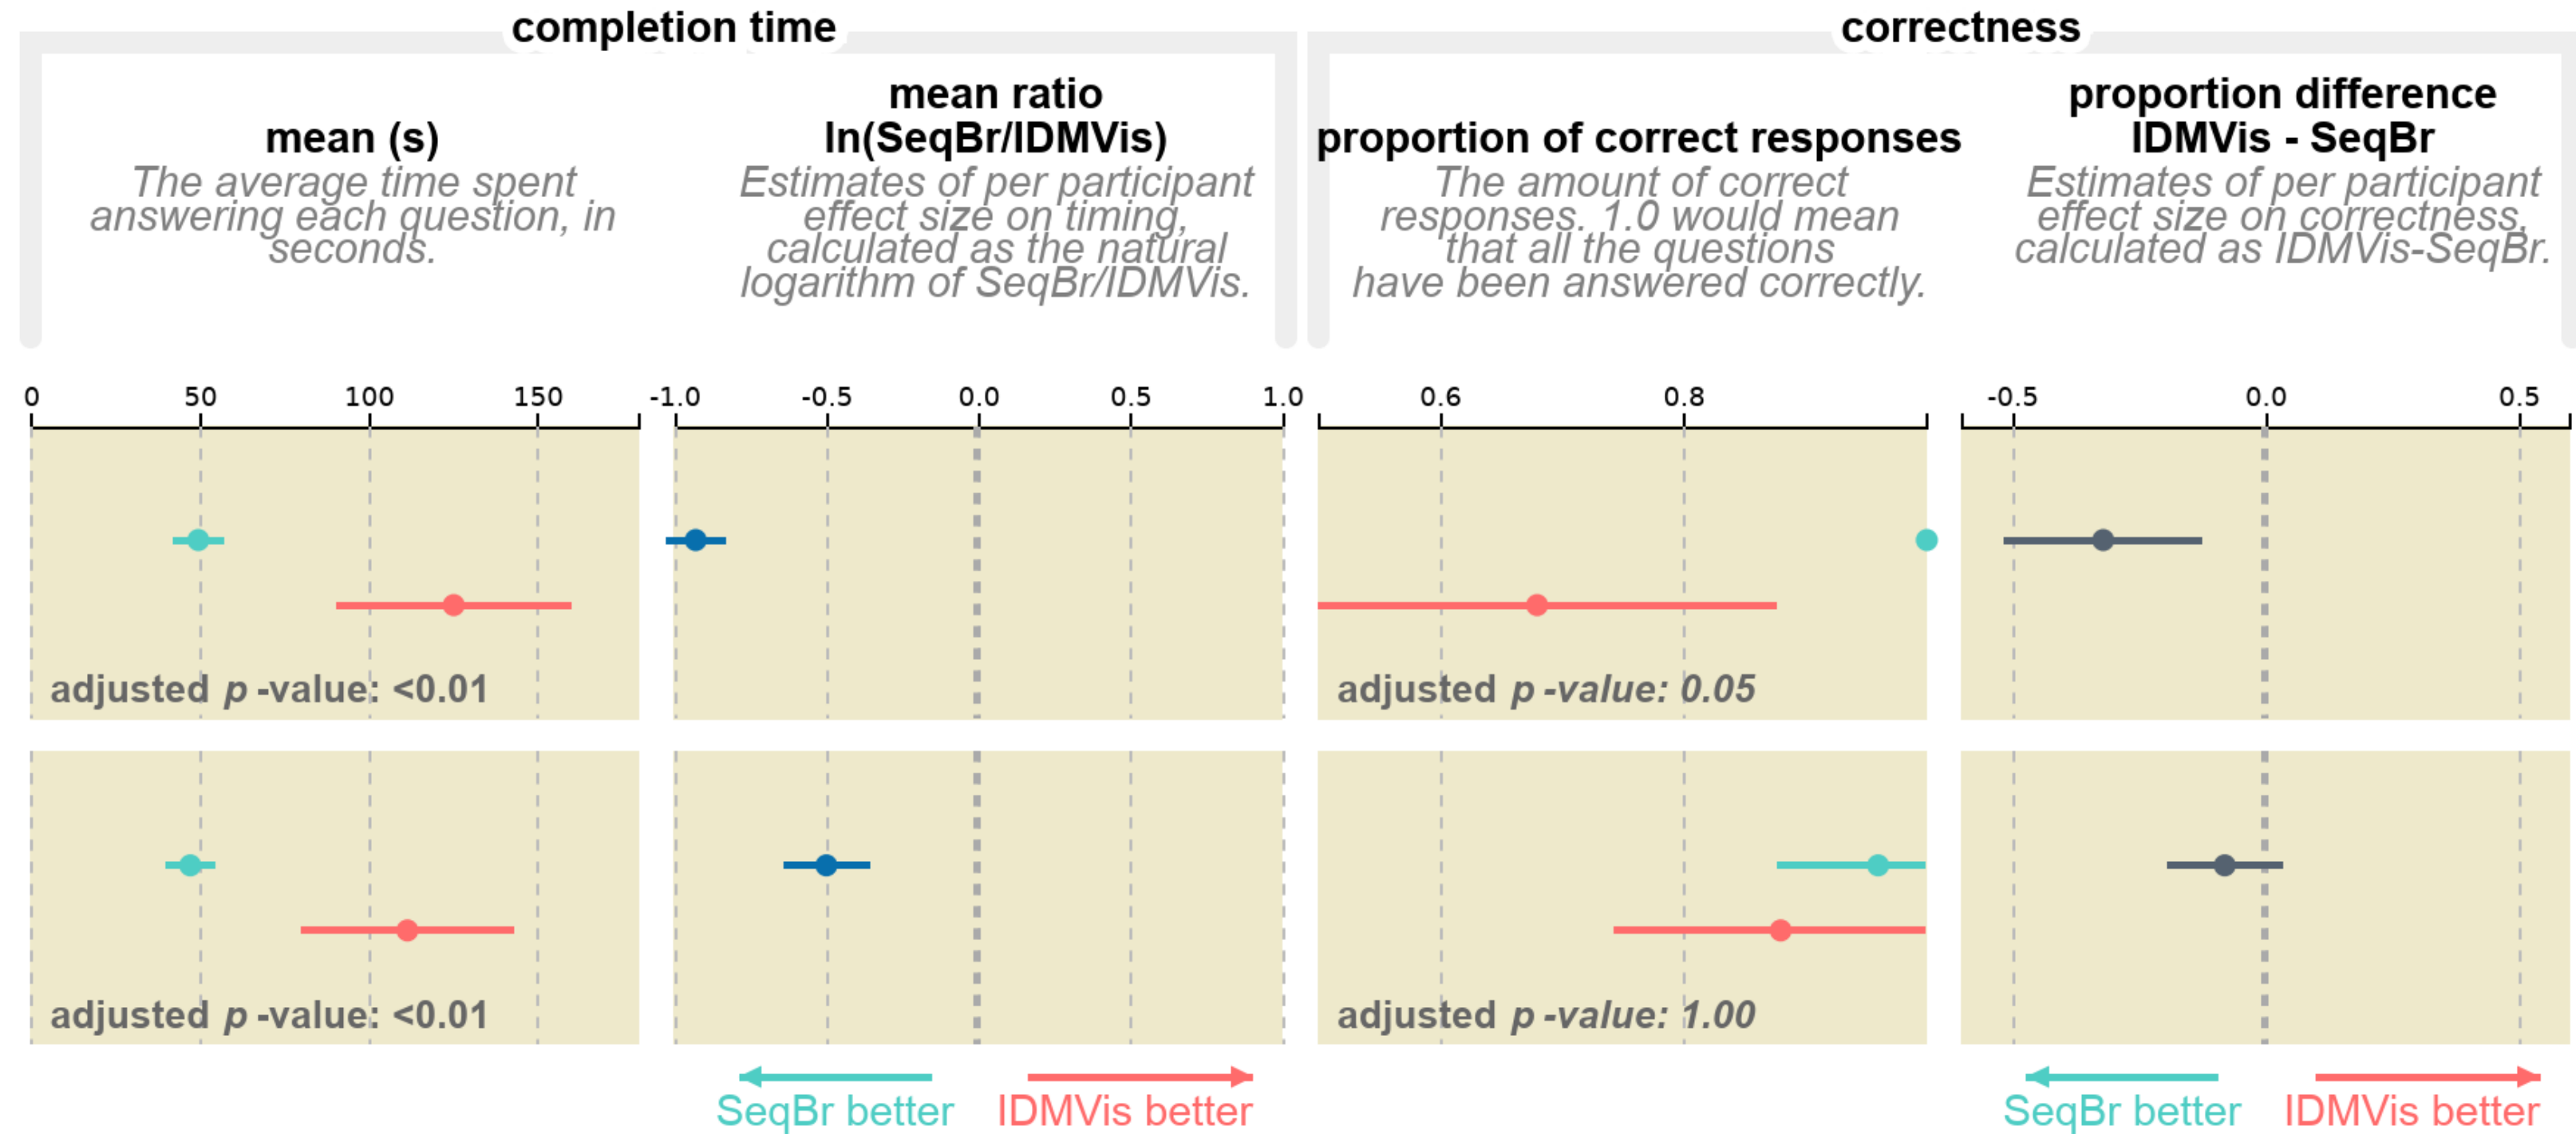 completion time
correctness
mean (s)
The average time spent
answering each question, in
seconds.
mean ratio
ln(SeqBr/IDMVis)
Estimates of per participant
effect size on timing,
calculated as the natural
logarithm of SeqBr/IDMVis.
proportion of correct responses
The amount of correct
responses. 1.0 would mean
that all the questions
have been answered correctly.
proportion difference
IDMVis - SeqBr
Estimates of per participant
effect size on correctness,
calculated as IDMVis-SeqBr.
0 50 100 150
-1.0 -0.5 0.0 0.5 1.0
0.6 0.8
-0.5 0.0 0.5
adjusted p -value: <0.01
adjusted p -value: 0.05
adjusted p -value: <0.01
adjusted p -value: 1.00
SeqBr better
IDMVis better
SeqBr better
IDMVis better